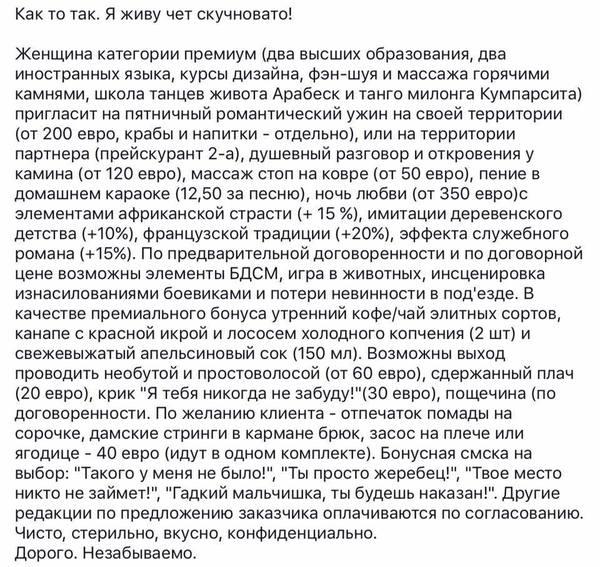 Как то так. Я живу чет скучновато!
Женщина категории премиум (два высших образования, два
иностранных языка, курсы дизайна, фэн-шуя и массажа горячими
камнями, школа танцев живота Арабеск и танго милонга Кумпарсита)
пригласит на пятничный романтический ужин на своей территории
(от 200 евро, крабы и напитки - отдельно), или на территории
партнера (прейскурант 2-а), душевный разговор и откровения у
камина (от 120 евро), массаж стоп на ковре (от 50 евро), пение в
домашнем караоке (12,50 за песню), ночь любви (от 350 евро)с
элементами африканской страсти (+ 15 %), имитации деревенского
детства (+10%), французской традиции (+20%), эффекта служебного
романа (+15%). По предварительной договоренности и по договорной
цене возможны элементы БДСМ, игра в животных, инсценировка
изнасилованиями боевиками и потери невинности в под'езде. В
качестве премиального бонуса утренний кофе/чай элитных сортов,
канапе с красной икрой и лососем холодного копчения (2 шт) и
свежевыжатый апельсиновый сок (150 мл). Возможны выход
проводить необутой и простоволосой (от 60 евро), сдержанный плач
(20 евро), крик "Я тебя никогда не забуду!"(30 евро), пощечина (по
договоренности. По желанию клиента - отпечаток помады на
сорочке, дамские стринги в кармане брюк, засос на плече или
ягодице - 40 евро (идут в одном комплекте). Бонусная смска на
выбор: "Такого у меня не было!", "Ты просто жеребец!", "Твое место
никто не займет!", "Гадкий мальчишка, ты будешь наказан!". Другие
редакции по предложению заказчика оплачиваются по согласованию.
Чисто, стерильно, вкусно, конфиденциально.
Дорого. Незабываемо.